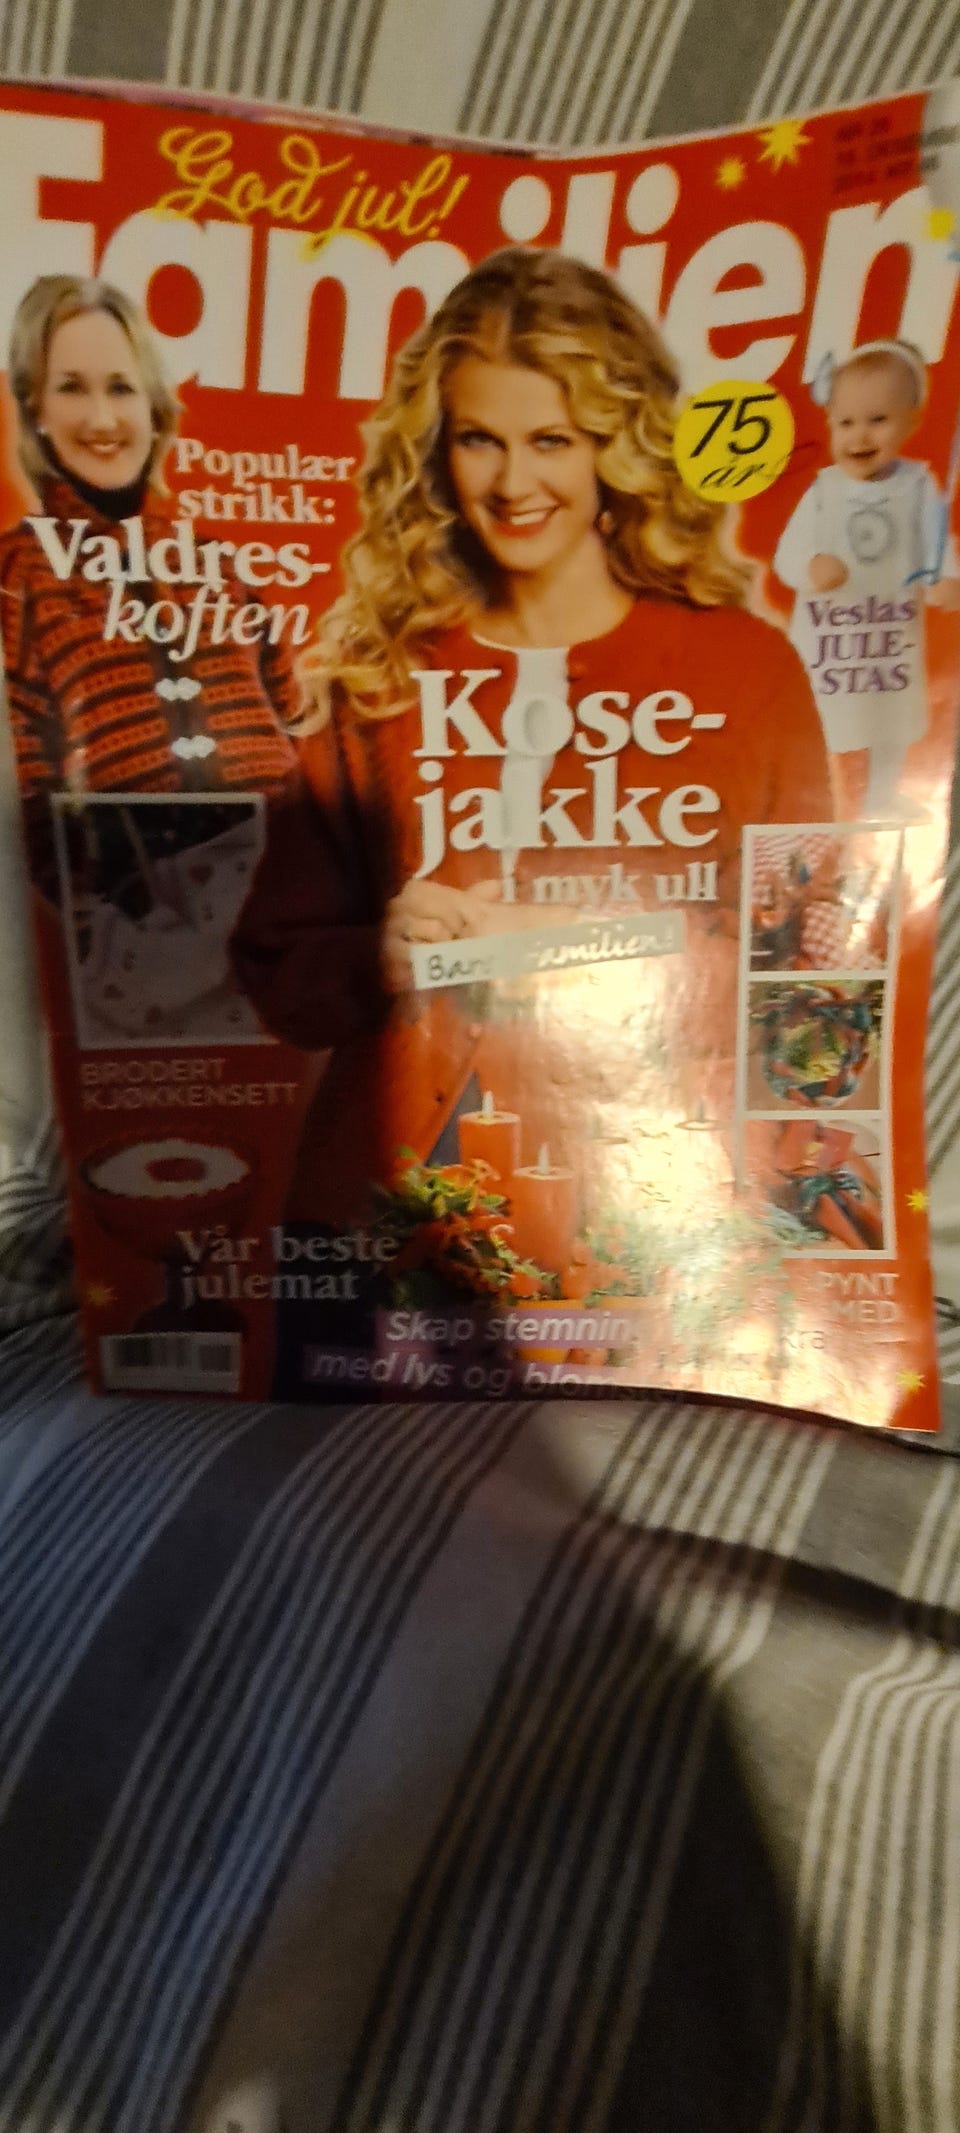 God jul!
Familien
75
år
Populær
strikk:
Valdres-
koften
Veslas
JULE-
STAS
Kose-
jakke
i myk ull
Familien!
BRODERT
KJØKKENSETT
Vår beste
julemat
PYNT
MED
Skap stemning
med lys og